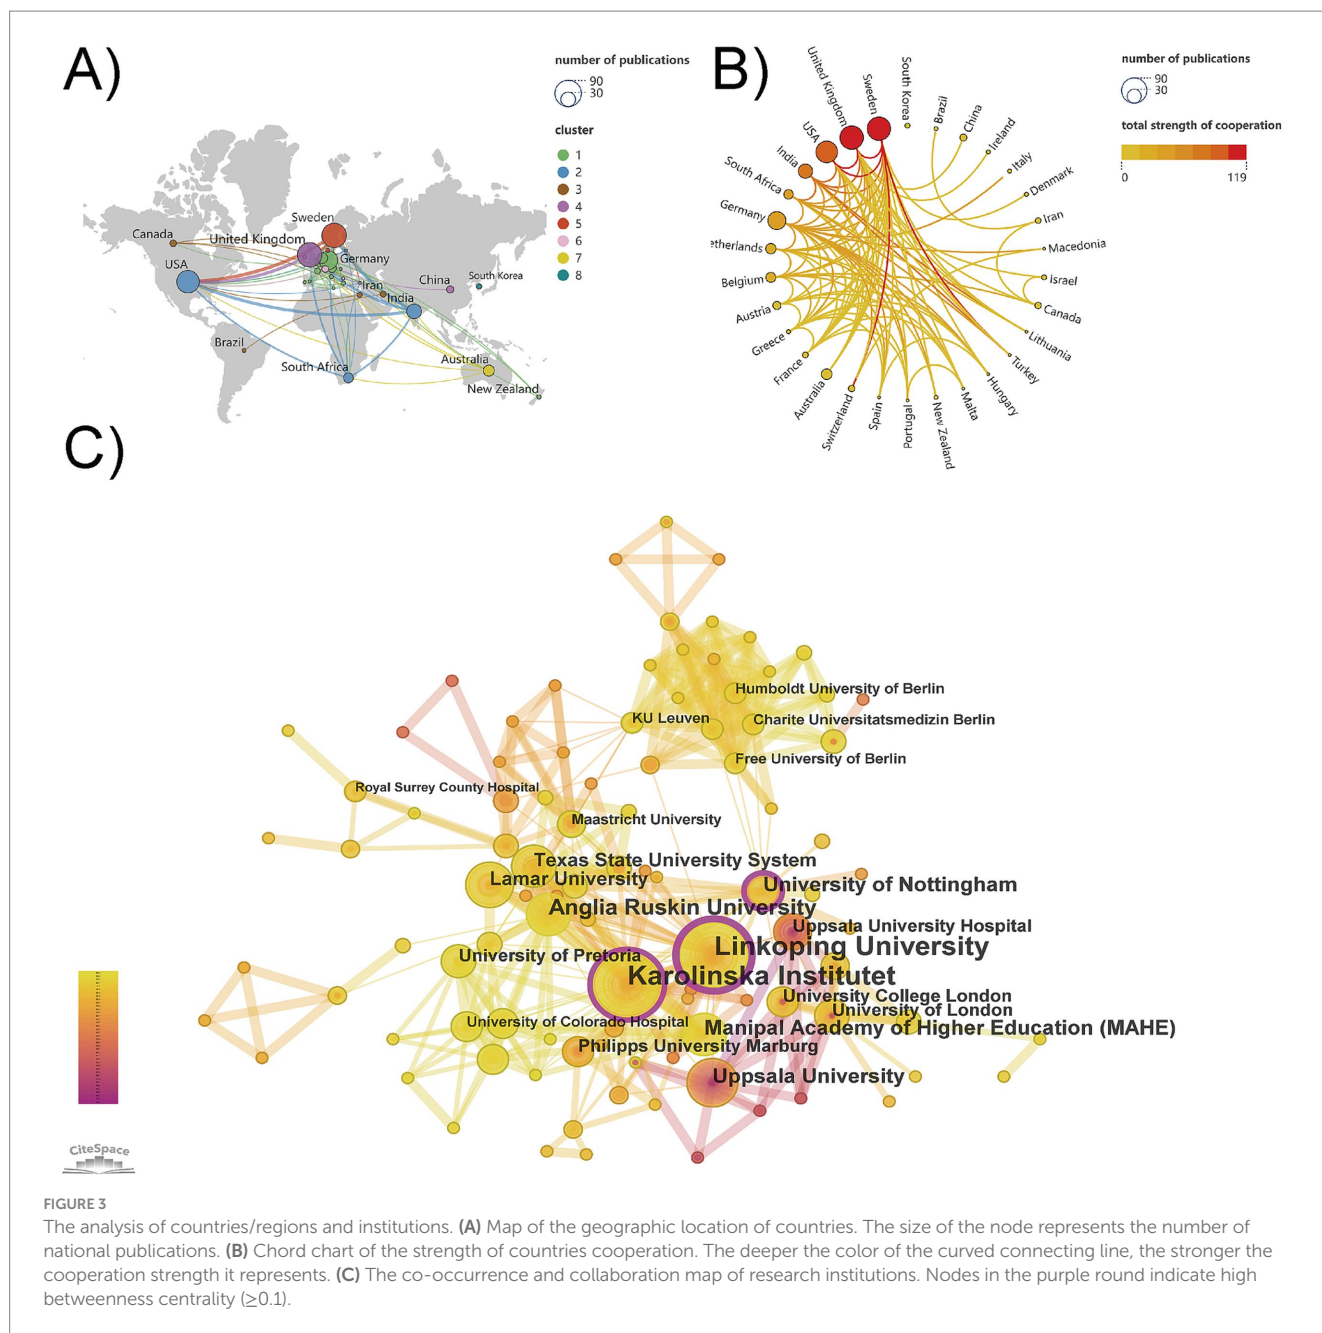 A)
number of publications
90
30
cluster
1
2
3
4
5
6
7
8
Canada
USA
Sweden
United Kingdom
Germany
Iran
India
China
South Korea
Brazil
South Africa
Australia
New Zealand
B)
number of publications
90
30
total strength of cooperation
0
119
South Korea
Brazil
China
Ireland
Italy
Denmark
Iran
Macedonia
Israel
Canada
Lithuania
Turkey
Hungary
Malta
New Zealand
Portugal
Spain
Switzerland
Australia
France
Greece
Austria
Belgium
etherlands
Germany
South Africa
India
USA
United Kingdom
Sweden
C)
Humboldt University of Berlin
KU Leuven
Charite Universitatsmedizin Berlin
Free University of Berlin
Royal Surrey County Hospital
Maastricht University
Texas State University System
Lamar University
University of Nottingham
Anglia Ruskin University
Uppsala University Hospital
Linkoping University
University of Pretoria
Karolinska Institutet
University College London
University of London
University of Colorado Hospital
Manipal Academy of Higher Education (MAHE)
Philipps University Marburg
Uppsala University
CiteSpace
FIGURE 3
The analysis of countries/regions and institutions. (A) Map of the geographic location of countries. The size of the node represents the number of
national publications. (B) Chord chart of the strength of countries cooperation. The deeper the color of the curved connecting line, the stronger the
cooperation strength it represents. (C) The co-occurrence and collaboration map of research institutions. Nodes in the purple round indicate high
betweenness centrality (≥0.1).